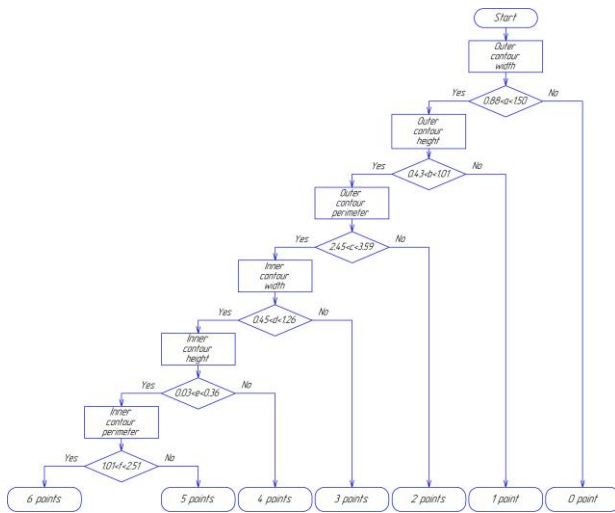 Start
Outer
contour
width
Yes
No
0.88<a<1.50
Outer
contour
height
Yes
No
0.43<b<1.01
Outer
contour
perimeter
Yes
No
2.45<c<3.59
Inner
contour
width
Yes
No
0.45<d<1.26
Inner
contour
height
Yes
No
0.03<e<0.36
Inner
contour
perimeter
Yes
No
1.01<f<2.51
6 points
5 points
4 points
3 points
2 points
1 point
0 point